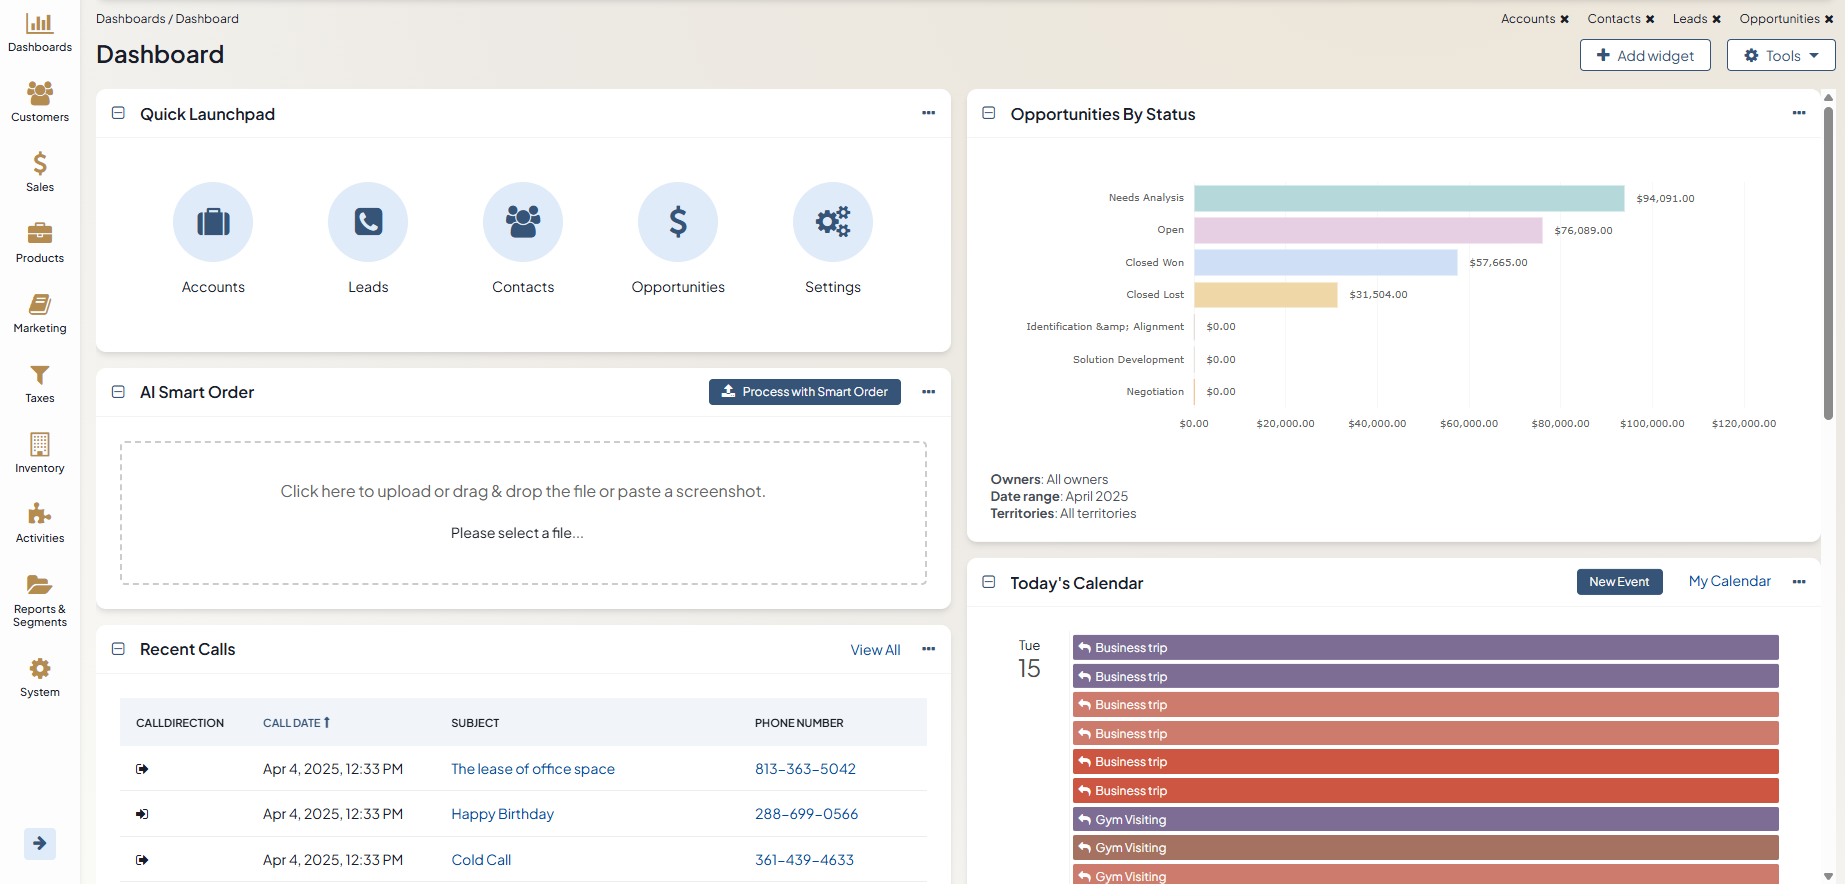 Dashboards / Dashboard
Accounts ✖ Contacts ✖ Leads ✖ Opportunities ✖
Dashboard
Add widget
Tools
Dashboards
Customers
Sales
Products
Marketing
Taxes
Inventory
Activities
Reports &
Segments
System
Quick Launchpad
Accounts
Leads
Contacts
Opportunities
Settings
AI Smart Order
Process with Smart Order
Click here to upload or drag & drop the file or paste a screenshot.
Please select a file...
Recent Calls
View All
CALLDIRECTION CALL DATE SUBJECT PHONE NUMBER
Apr 4, 2025, 12:33 PM The lease of office space 813-363-5042
Apr 4, 2025, 12:33 PM Happy Birthday 288-699-0566
Apr 4, 2025, 12:33 PM Cold Call 361-439-4633
Opportunities By Status
Needs Analysis $94,091.00
Open $76,089.00
Closed Won $57,665.00
Closed Lost $31,504.00
Identification &amp; Alignment $0.00
Solution Development $0.00
Negotiation $0.00
$0.00 $20,000.00 $40,000.00 $60,000.00 $80,000.00 $100,000.00 $120,000.00
Owners: All owners
Date range: April 2025
Territories: All territories
Today's Calendar
New Event
My Calendar
Tue
15
Business trip
Business trip
Business trip
Business trip
Business trip
Business trip
Gym Visiting
Gym Visiting
Gym Visiting